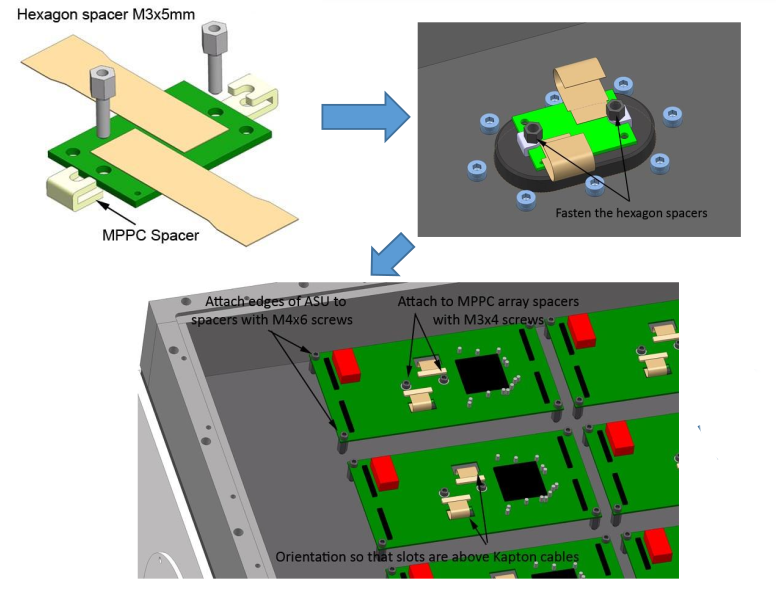 Hexagon spacer M3x5mm
MPPC Spacer
Fasten the hexagon spacers
Attach edges of ASU to
spacers with M4x6 screws
Attach to MPPC array spacers
with M3x4 screws
Orientation so that slots are above Kapton cables